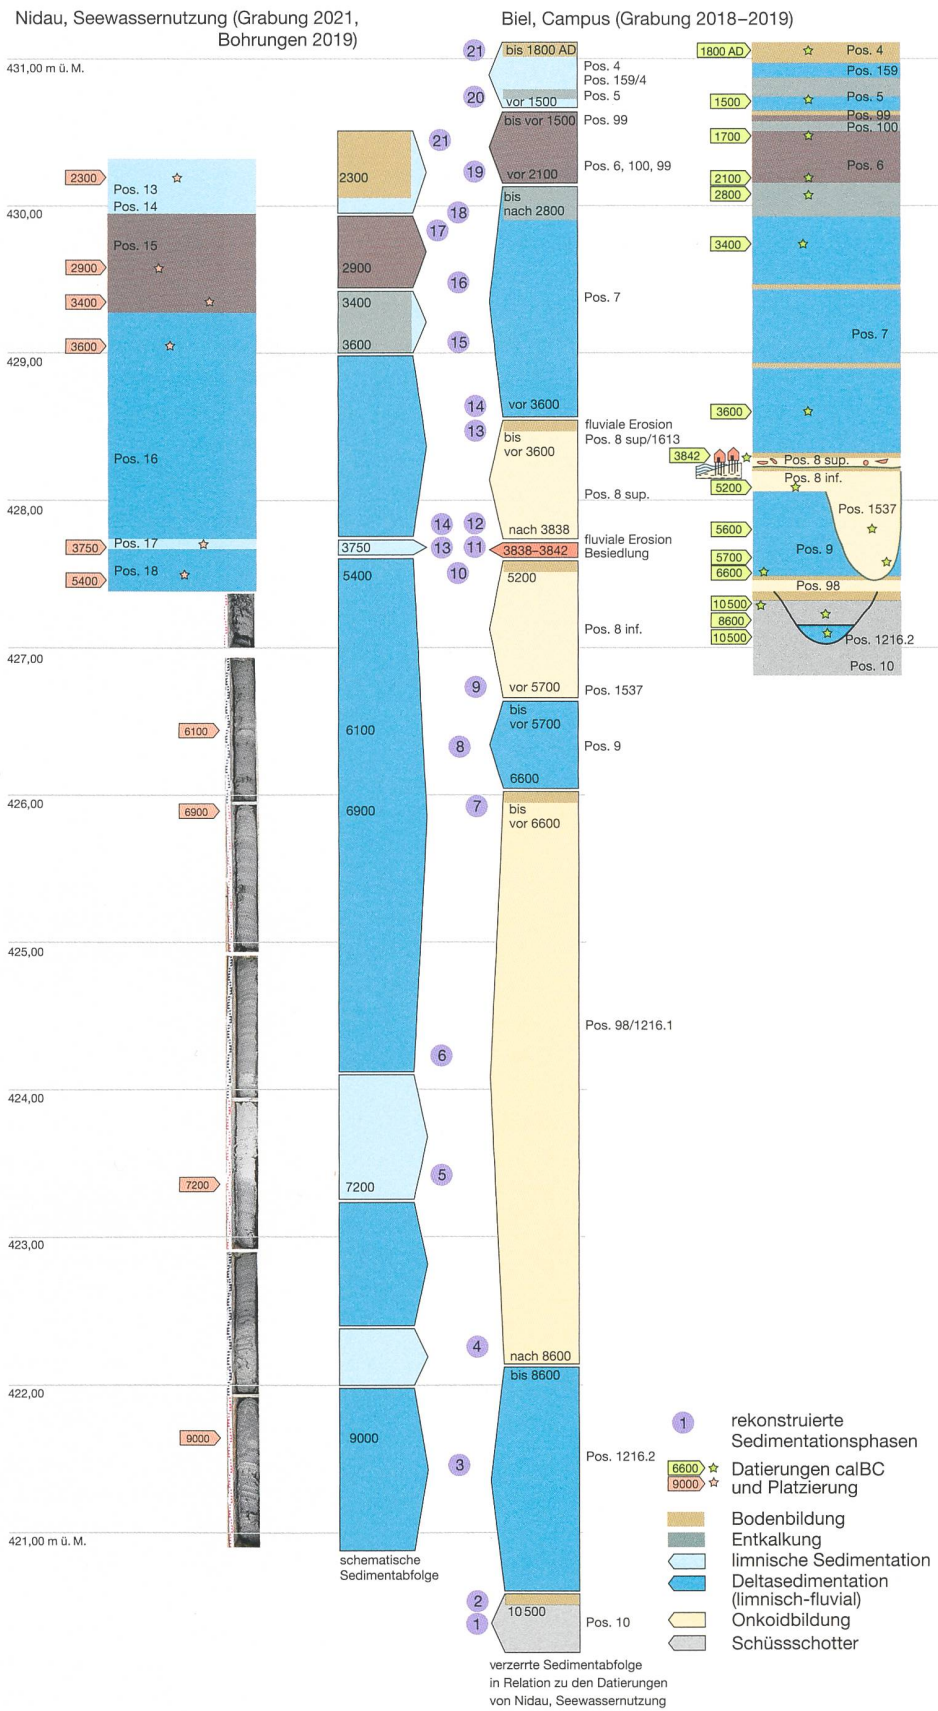 Nidau, Seewassernutzung (Grabung 2021,
Bohrungen 2019)
Biel, Campus (Grabung 2018–2019)
431,00 m ü. M.
430,00
429,00
428,00
427,00
426,00
425,00
424,00
423,00
422,00
421,00 m ü. M.
2300
Pos. 13
Pos. 14
Pos. 15
2900
3400
3600
Pos. 16
3750
Pos. 17
5400
Pos. 18
6100
6900
7200
9000
2300
2900
3400
3600
3750
5400
6100
6900
7200
9000
schematische
Sedimentabfolge
21
20
21
19
18
17
16
15
14
13
14
12
13
11
10
9
8
7
6
5
4
3
2
1
bis 1800 AD
vor 1500
bis vor 1500
vor 2100
bis
nach 2800
vor 3600
bis
vor 3600
nach 3838
3838–3842
5200
vor 5700
bis
vor 5700
6600
bis
vor 6600
nach 8600
bis 8600
10500
Pos. 4
Pos. 159/4
Pos. 5
Pos. 99
Pos. 6, 100, 99
Pos. 7
fluviale Erosion
Pos. 8 sup/1613
Pos. 8 sup.
fluviale Erosion
Besiedlung
Pos. 8 inf.
Pos. 1537
Pos. 9
Pos. 98/1216.1
Pos. 1216.2
Pos. 10
verzerrte Sedimentabfolge
in Relation zu den Datierungen
von Nidau, Seewassernutzung
1800 AD
1500
1700
2100
2800
3400
3600
3842
5200
5600
5700
6600
10500
8600
10500
Pos. 4
Pos. 159
Pos. 5
Pos. 99
Pos. 100
Pos. 6
Pos. 7
Pos. 8 sup.
Pos. 8 inf.
Pos. 1537
Pos. 9
Pos. 98
Pos. 1216.2
Pos. 10
1
rekonstruierte
Sedimentationsphasen
6600
Datierungen calBC
9000
und Platzierung
Bodenbildung
Entkalkung
limnische Sedimentation
Deltasedimentation
(limnisch-fluvial)
Onkoidbildung
Schüssschotter